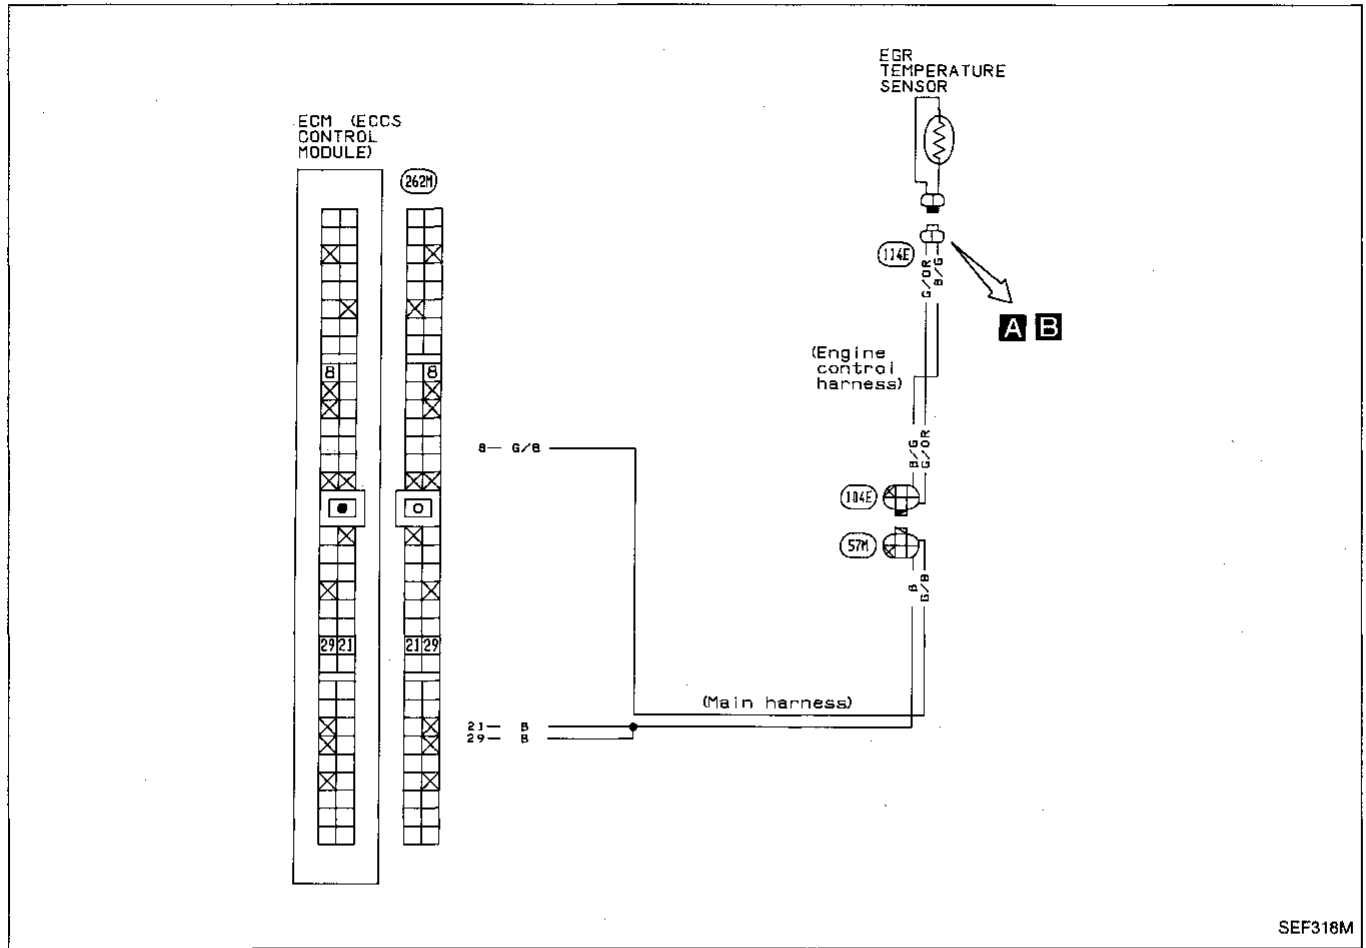 EGR
TEMPERATURE
SENSOR
ECM (ECCS
CONTROL
MODULE)
262M
114E
G/OR
B/G
A B
(Engine
control
harness)
8
8
8— G/B
B/G
G/OR
104E
57M
B
G/B
29 21
21 29
(Main harness)
21— B
29— B
SEF318M